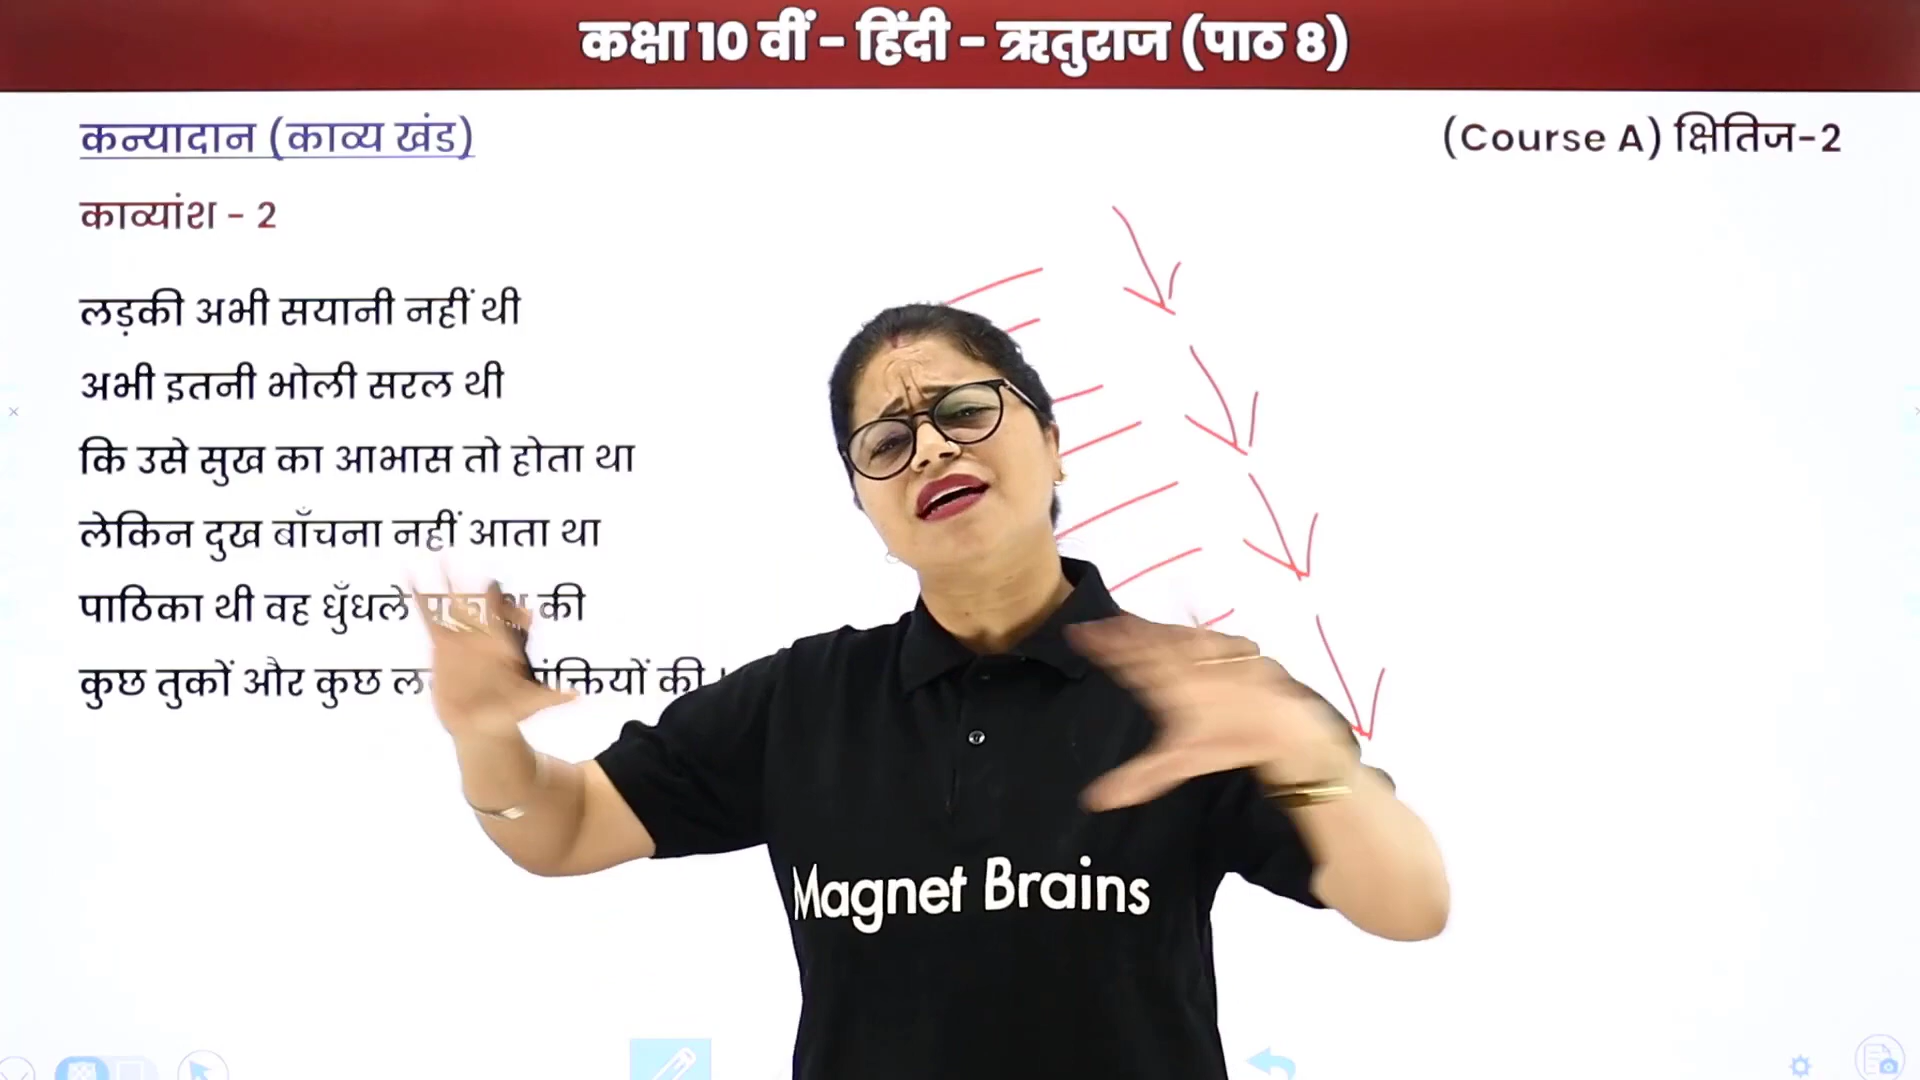 कक्षा 10 वीं - हिंदी - ऋतुराज (पाठ 8)
कन्यादान (काव्य खंड)
(Course A) क्षितिज-2
काव्यांश - 2
लड़की अभी सयानी नहीं थी
अभी इतनी भोली सरल थी
कि उसे सुख का आभास तो होता था
लेकिन दुख बाँचना नहीं आता था
पाठिका थी वह धुँधले की
कुछ तुकों और कुछ की
Magnet Brains